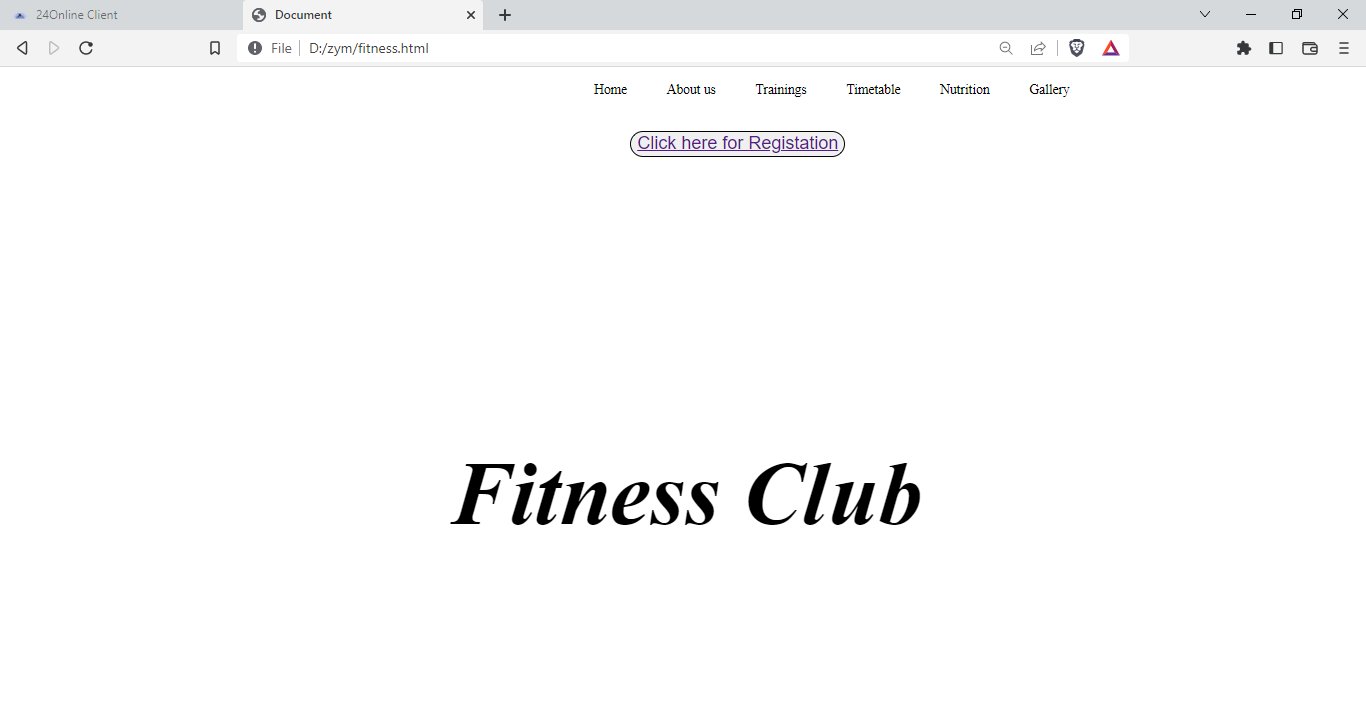 24Online Client
Document
File
D:/zym/fitness.html
Home About us Trainings Timetable Nutrition Gallery
Click here for Registation
Fitness Club